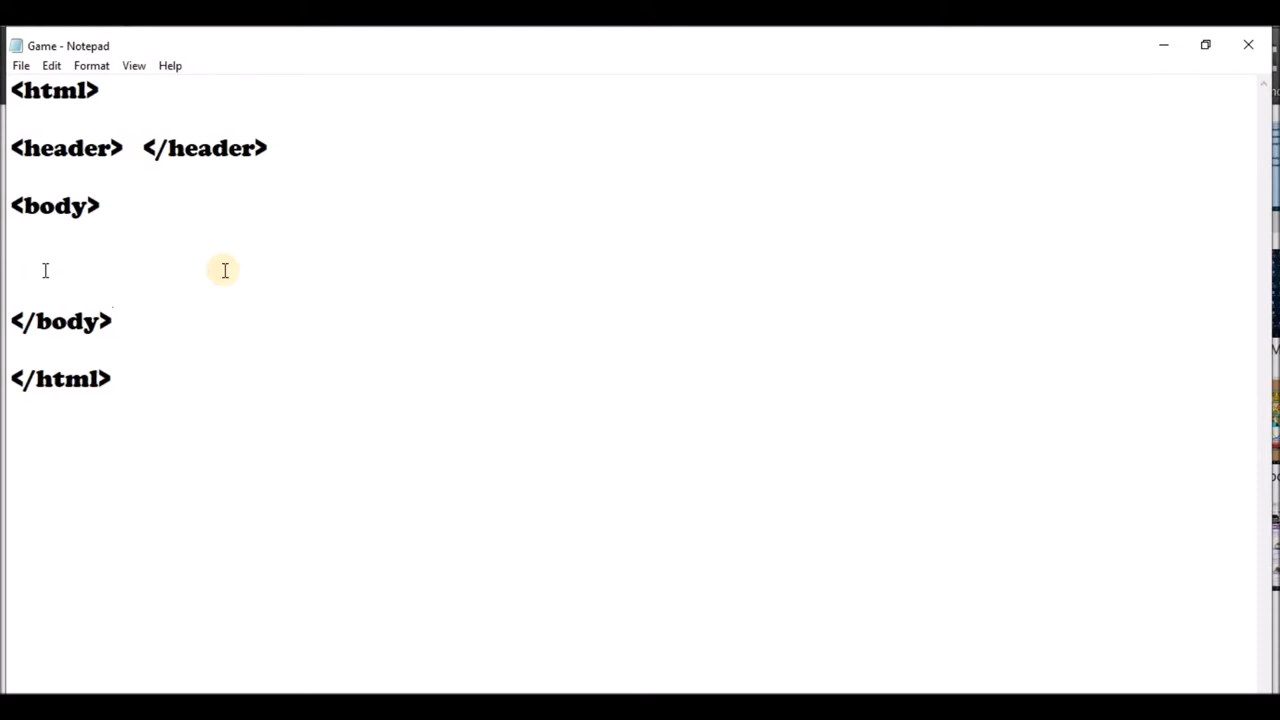 Game - Notepad
File Edit Format View Help
<html>
<header> </header>
<body>
</body>
</html>